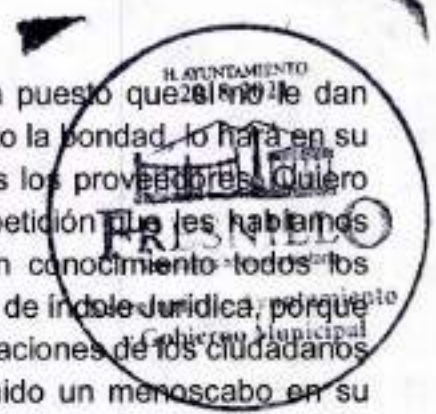 H. AYUNTAMIENTO
puesto que si no le dan
o la bondad, lo hará en su
s los proveedores. Quiero
petición que les habíamos
n conocimiento todos los
de índole Jurídica, porque
aciones de los ciudadanos
ido un menoscabo en su
FRESNILLO
Ayuntamiento
Gobierno Municipal